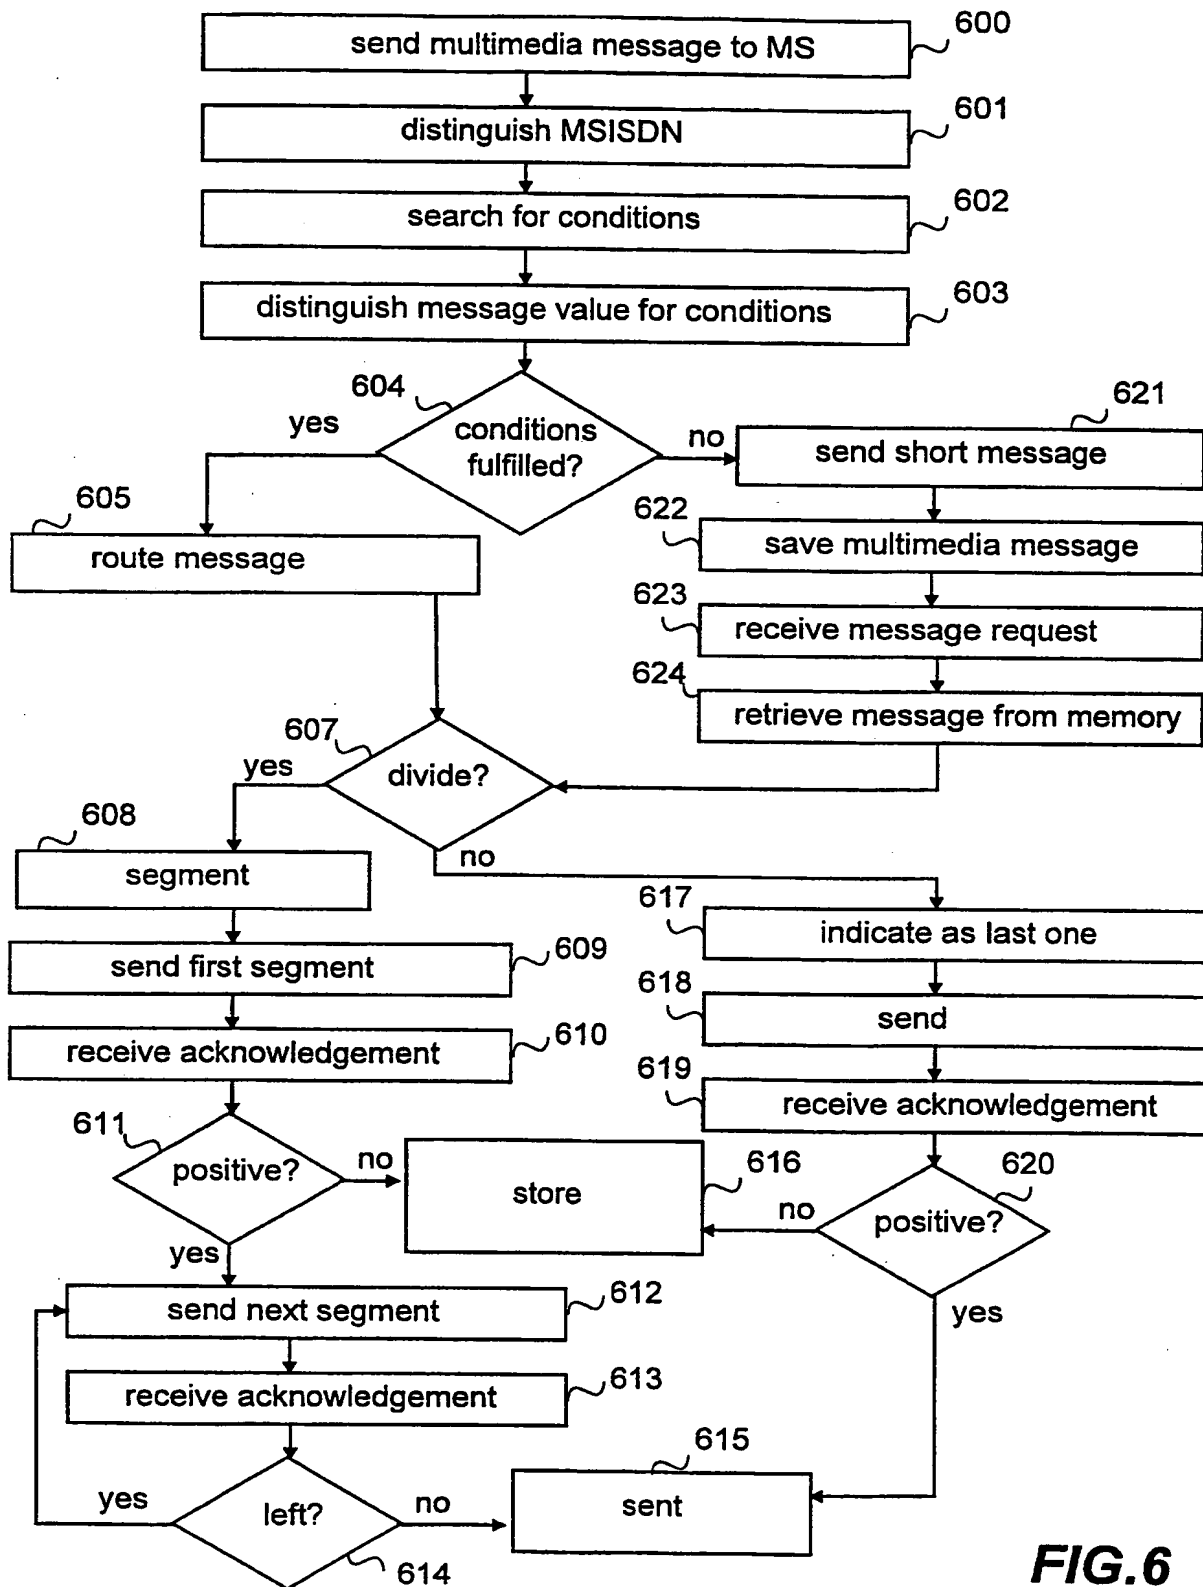 send multimedia message to MS
600
distinguish MSISDN
601
search for conditions
602
distinguish message value for conditions
603
604
yes
conditions
fulfilled?
no
621
send short message
605
route message
622
save multimedia message
623
receive message request
624
retrieve message from memory
607
yes
divide?
no
608
segment
617
indicate as last one
send first segment
609
618
send
receive acknowledgement
610
619
receive acknowledgement
611
positive?
no
store
616
no
positive?
620
yes
yes
send next segment
612
receive acknowledgement
613
yes
left?
no
614
615
sent
FIG.6